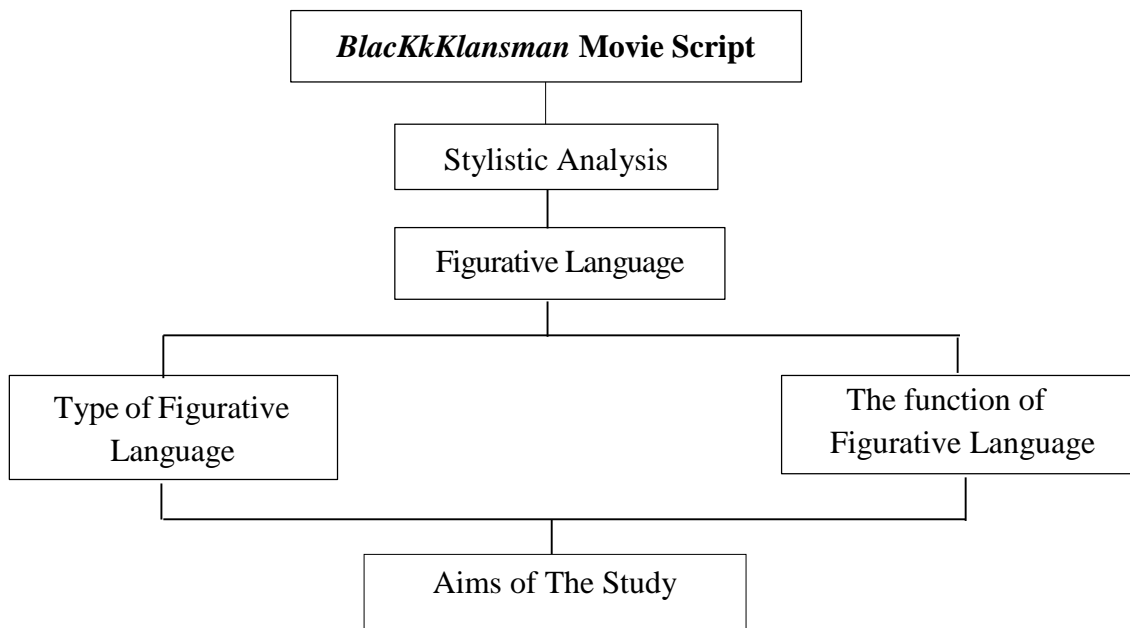 BlacKkKlansman Movie Script
Stylistic Analysis
Figurative Language
Type of Figurative
Language
The function of
Figurative Language
Aims of The Study